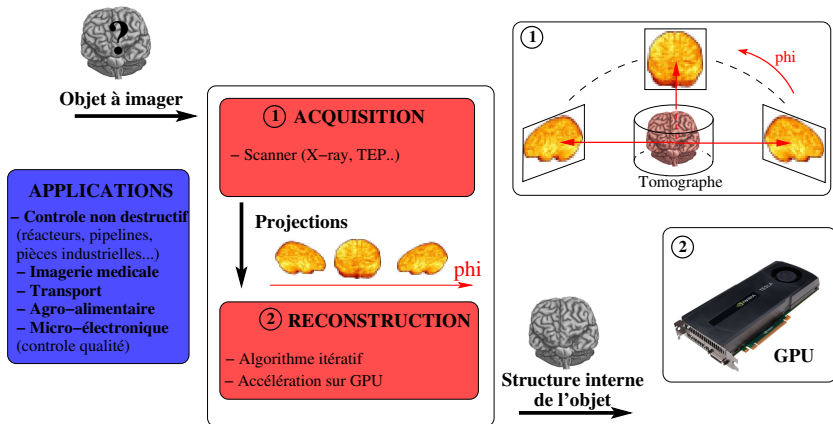 ?
Objet à imager
① ACQUISITION
− Scanner (X−ray, TEP..)
Projections
phi
② RECONSTRUCTION
− Algorithme itératif
− Accélération sur GPU
APPLICATIONS
− Controle non destructif
(réacteurs, pipelines,
pièces industrielles...)
− Imagerie medicale
− Transport
− Agro−alimentaire
− Micro−électronique
(controle qualité)
Structure interne
de l'objet
①
phi
Tomographe
②
NVIDIA
TESLA
GPU